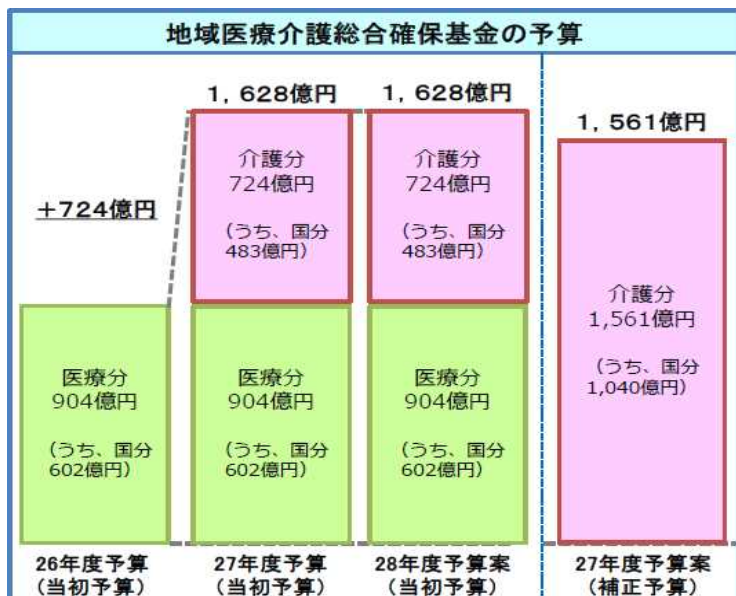 地域医療介護総合確保基金の予算
1,628億円
1,628億円
1,561億円
+724億円
介護分
724億円
（うち、国分
483億円）
介護分
724億円
（うち、国分
483億円）
介護分
1,561億円
（うち、国分
1,040億円）
医療分
904億円
（うち、国分
602億円）
医療分
904億円
（うち、国分
602億円）
医療分
904億円
（うち、国分
602億円）
26年度予算
（当初予算）
27年度予算
（当初予算）
28年度予算案
（当初予算）
27年度予算案
（補正予算）